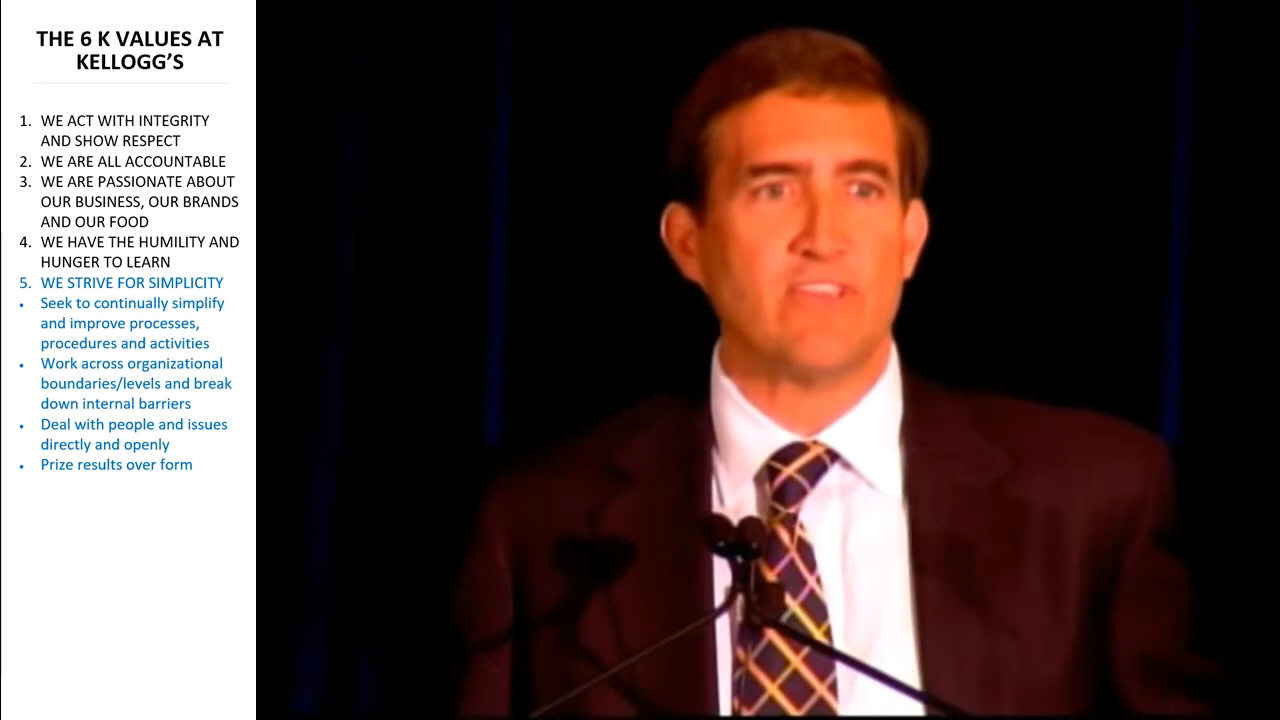 THE 6 K VALUES AT
KELLOGG’S
1. WE ACT WITH INTEGRITY
AND SHOW RESPECT
2. WE ARE ALL ACCOUNTABLE
3. WE ARE PASSIONATE ABOUT
OUR BUSINESS, OUR BRANDS
AND OUR FOOD
4. WE HAVE THE HUMILITY AND
HUNGER TO LEARN
5. WE STRIVE FOR SIMPLICITY
• Seek to continually simplify
and improve processes,
procedures and activities
• Work across organizational
boundaries/levels and break
down internal barriers
• Deal with people and issues
directly and openly
• Prize results over form